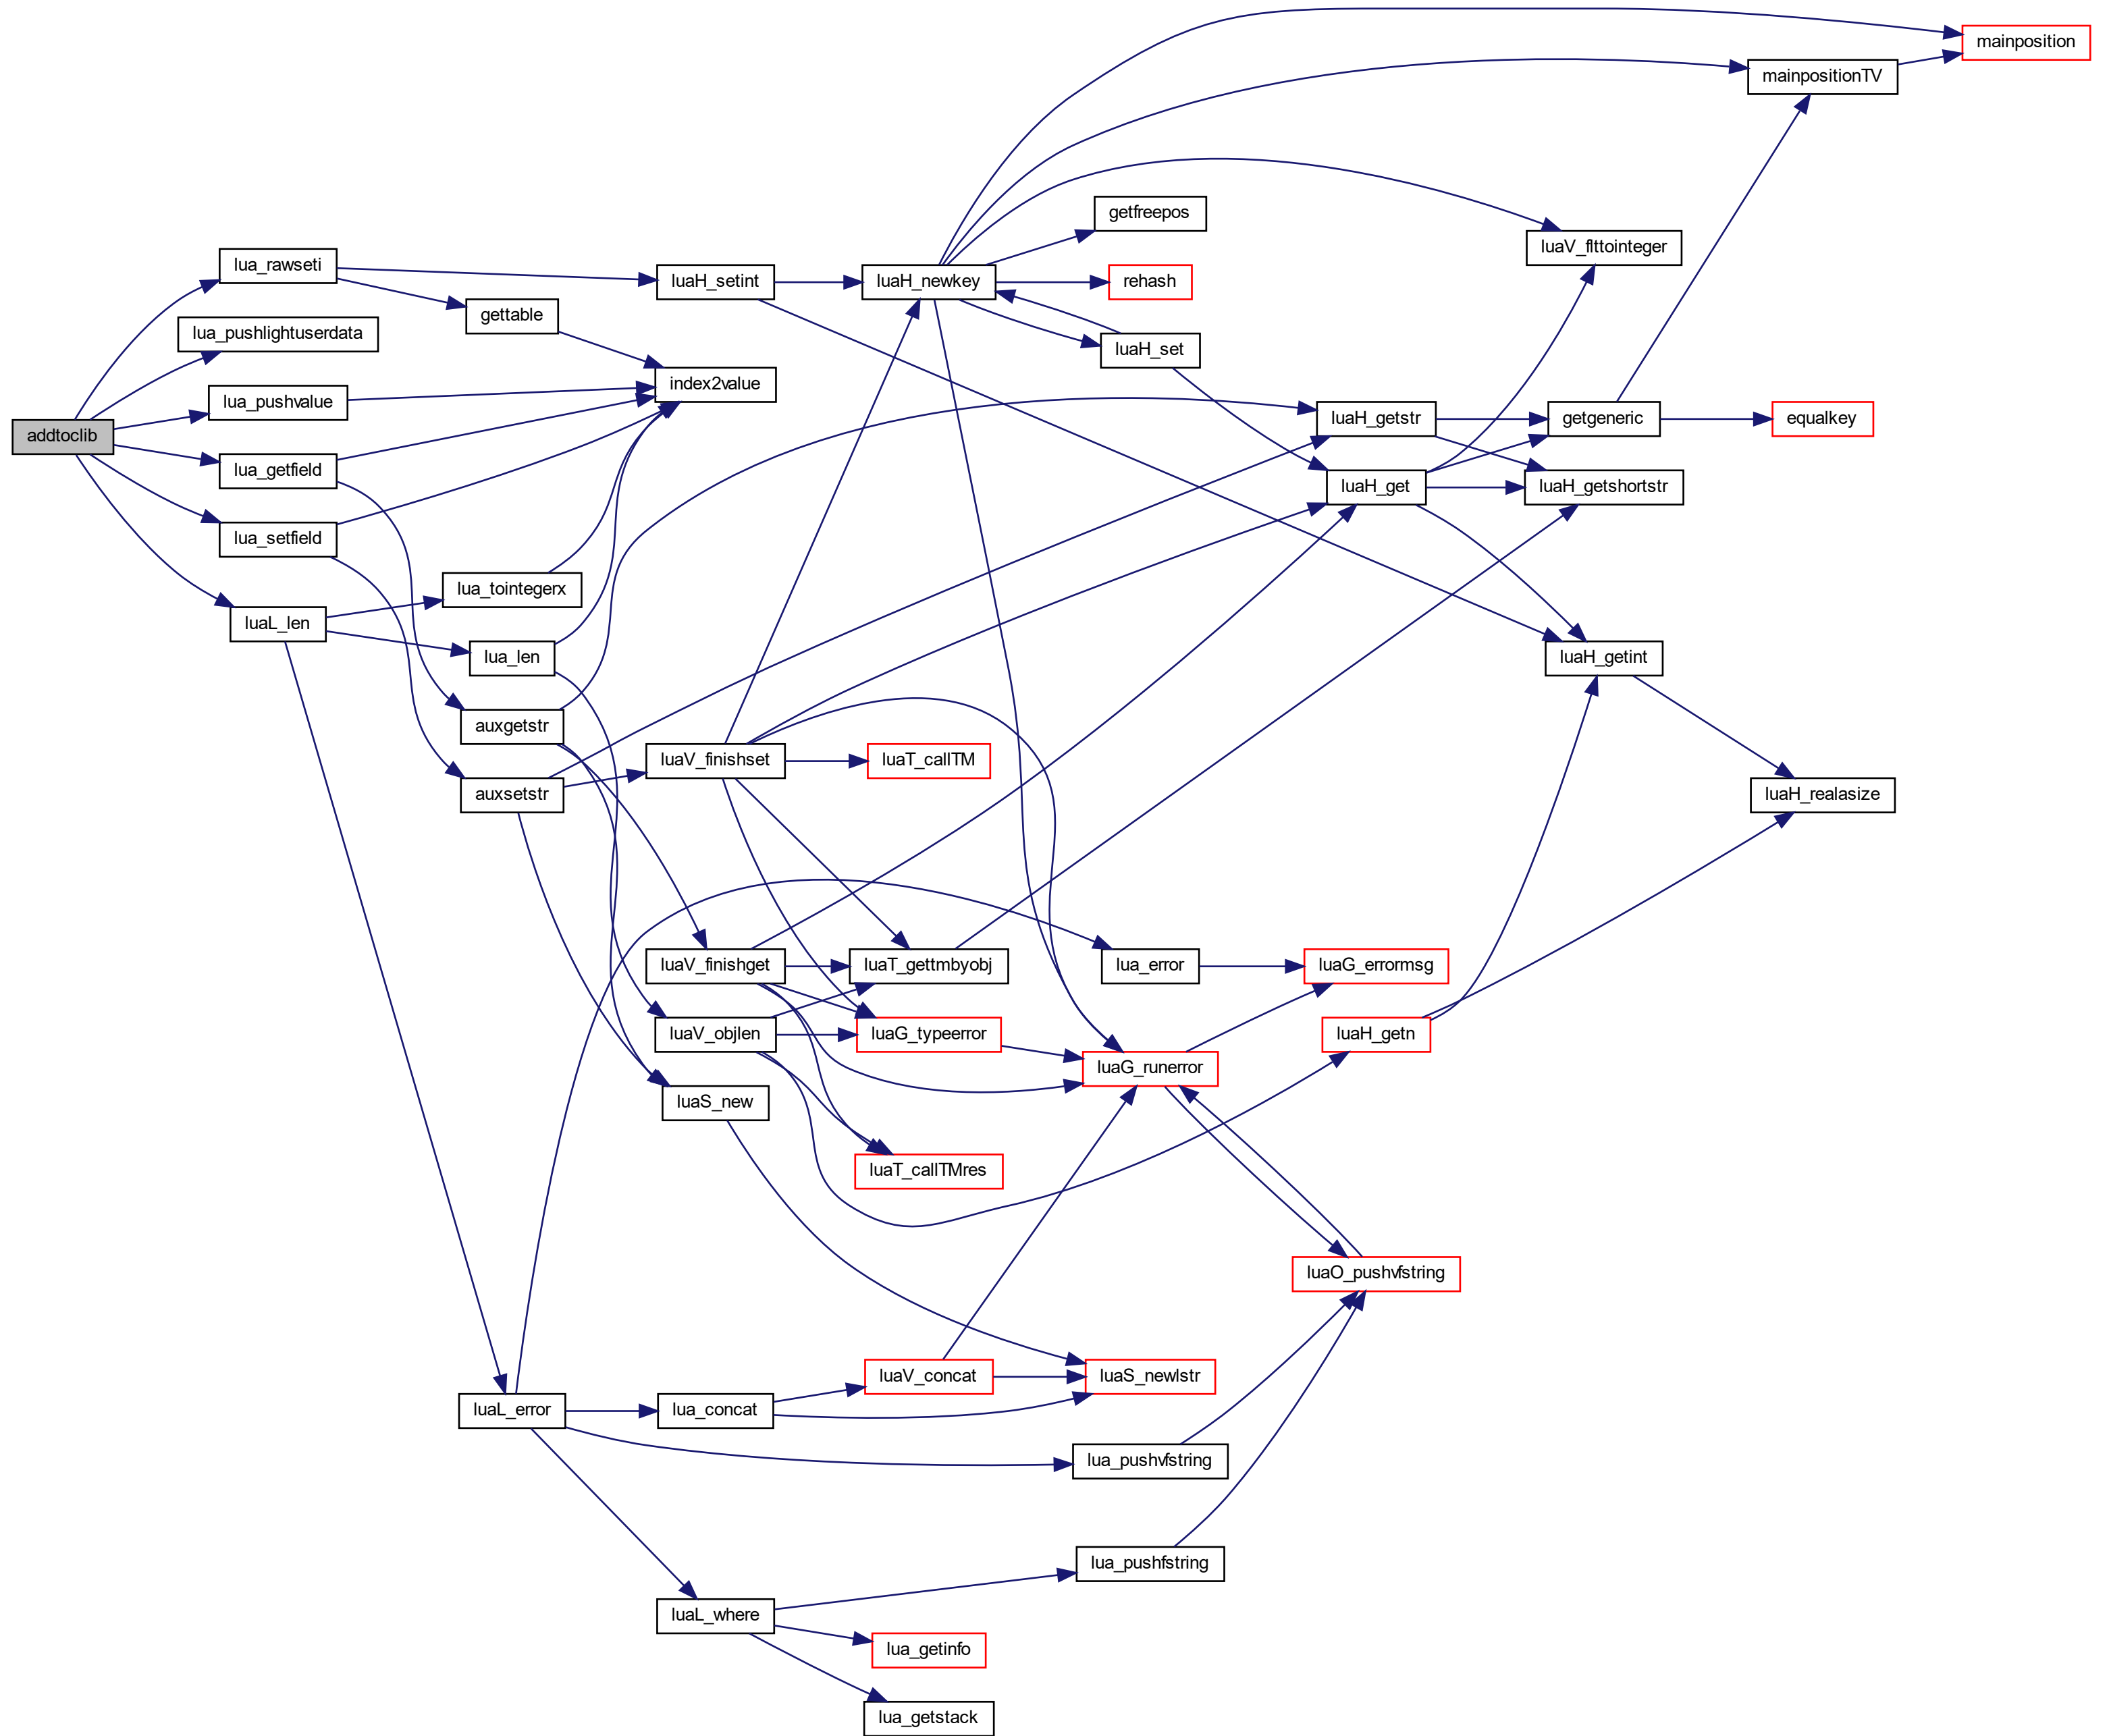 mainposition
mainpositionTV
getfreepos
luaV_flttointeger
lua_rawseti
luaH_setint
luaH_newkey
rehash
gettable
lua_pushlightuserdata
luaH_set
index2value
lua_pushvalue
luaH_getstr
getgeneric
equalkey
addtoclib
lua_getfield
luaH_get
luaH_getshortstr
lua_setfield
lua_tointegerx
luaL_len
lua_len
luaH_getint
auxgetstr
luaV_finishset
luaT_callTM
auxsetstr
luaH_realasize
luaV_finishget
luaT_gettmbyobj
lua_error
luaG_errormsg
luaV_objlen
luaG_typeerror
luaH_getn
luaG_runerror
luaS_new
luaT_callTMres
luaO_pushvfstring
luaV_concat
luaS_newlstr
luaL_error
lua_concat
lua_pushvfstring
lua_pushfstring
luaL_where
lua_getinfo
lua_getstack